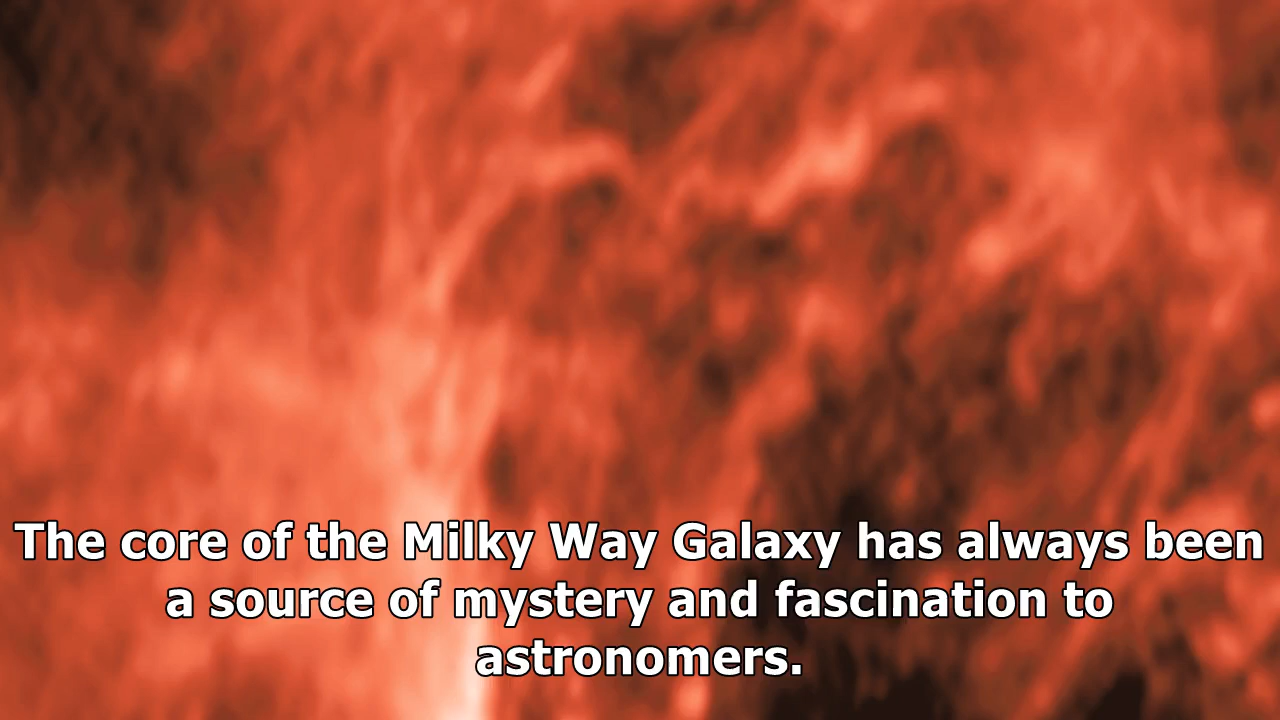 The core of the Milky Way Galaxy has always been
a source of mystery and fascination to
astronomers.